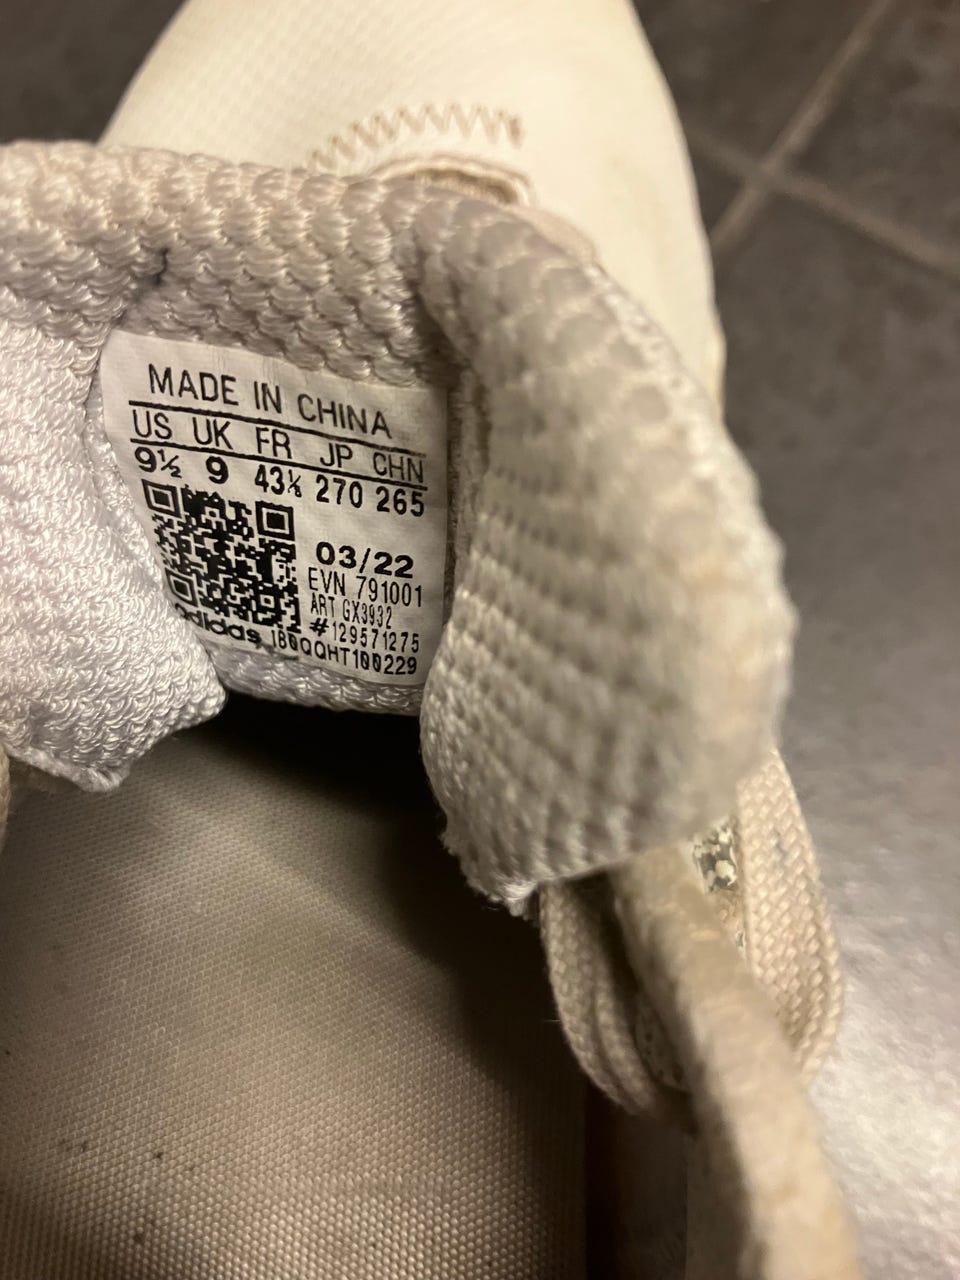 MADE IN CHINA
US UK FR JP CHN
9½ 9 43⅓ 270 265
03/22
EVN 791001
ART GX3932
#129571275
adidas 1B0QQHT100229